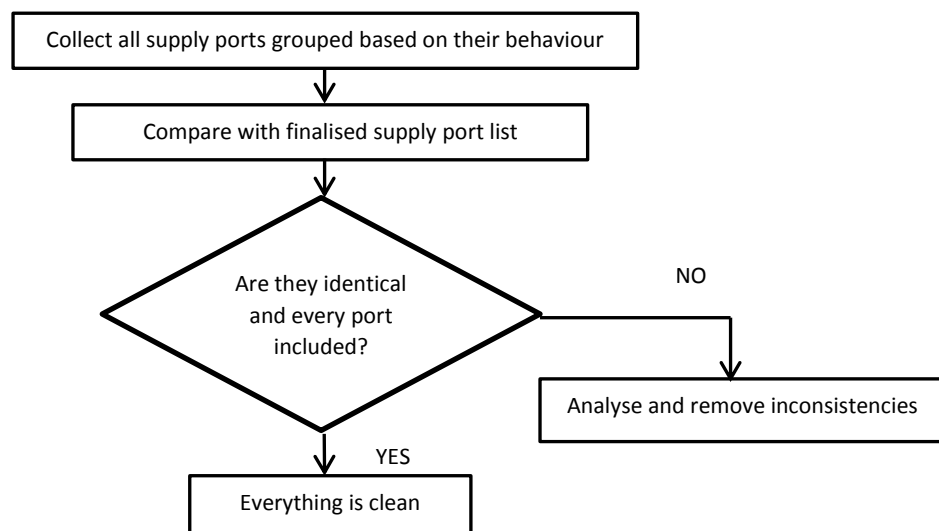 Collect all supply ports grouped based on their behaviour
Compare with finalised supply port list
Are they identical
and every port
included?
NO
Analyse and remove inconsistencies
YES
Everything is clean